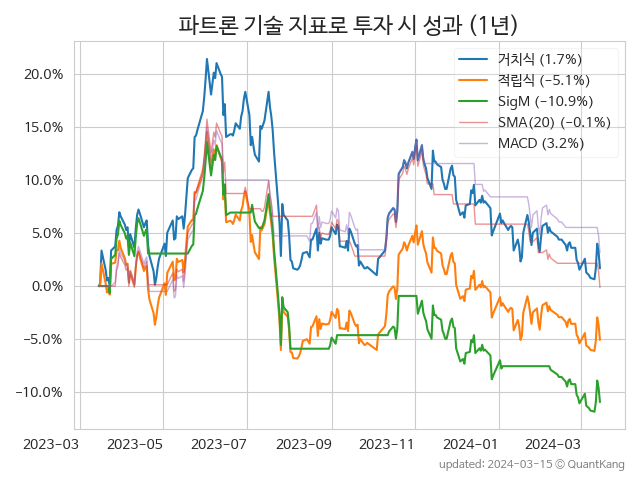 파트론 기술 지표로 투자 시 성과 (1년)
거치식 (1.7%)
적립식 (−5.1%)
SigM (−10.9%)
SMA(20) (−0.1%)
MACD (3.2%)
20.0%
15.0%
10.0%
5.0%
0.0%
−5.0%
−10.0%
2023-03 2023-05 2023-07 2023-09 2023-11 2024-01 2024-03
updated: 2024-03-15 © QuantKang